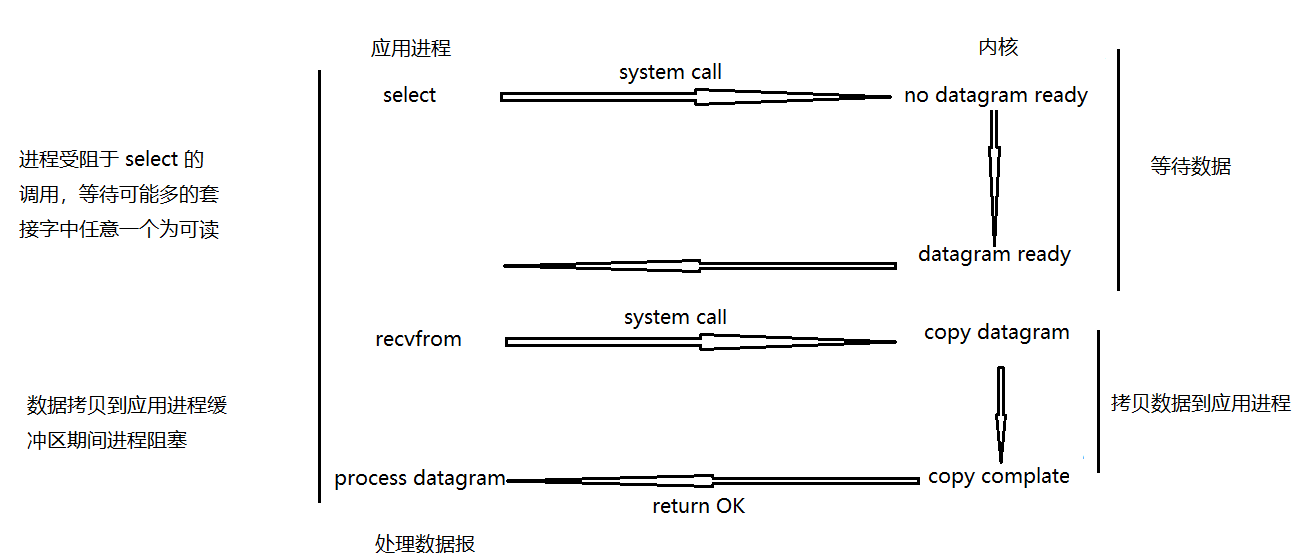 应用进程
内核
system call
select
no datagram ready
进程受阻于 select 的
调用，等待可能多的套
接字中任意一个为可读
等待数据
datagram ready
system call
recvfrom
copy datagram
数据拷贝到应用进程缓
冲区期间进程阻塞
拷贝数据到应用进程
process datagram
copy complate
return OK
处理数据报